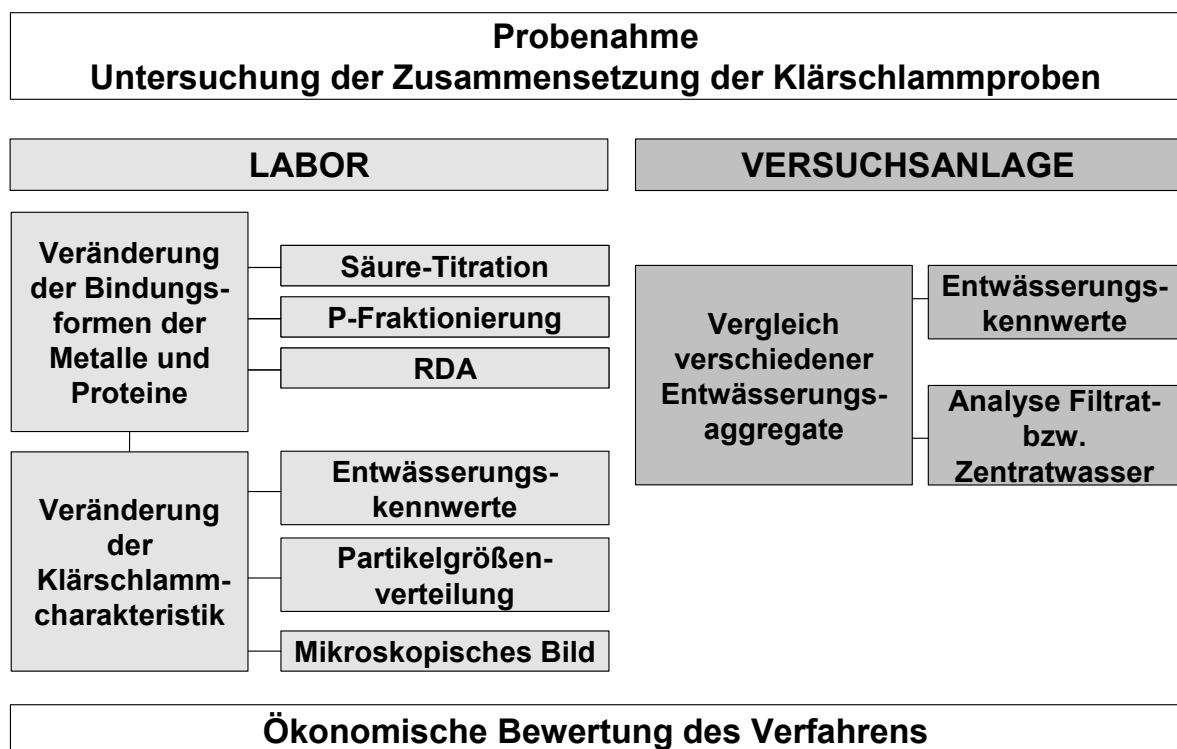 Probenahme
Untersuchung der Zusammensetzung der Klärschlammproben
LABOR
Veränderung
der Bindungs-
formen der
Metalle und
Proteine
Säure-Titration
P-Fraktionierung
RDA
Veränderung
der
Klärschlamm-
charakteristik
Entwässerungs-
kennwerte
Partikelgrößen-
verteilung
Mikroskopisches Bild
VERSUCHSANLAGE
Vergleich
verschiedener
Entwässerungs-
aggregate
Entwässerungs-
kennwerte
Analyse Filtrat-
bzw.
Zentratwasser
Ökonomische Bewertung des Verfahrens